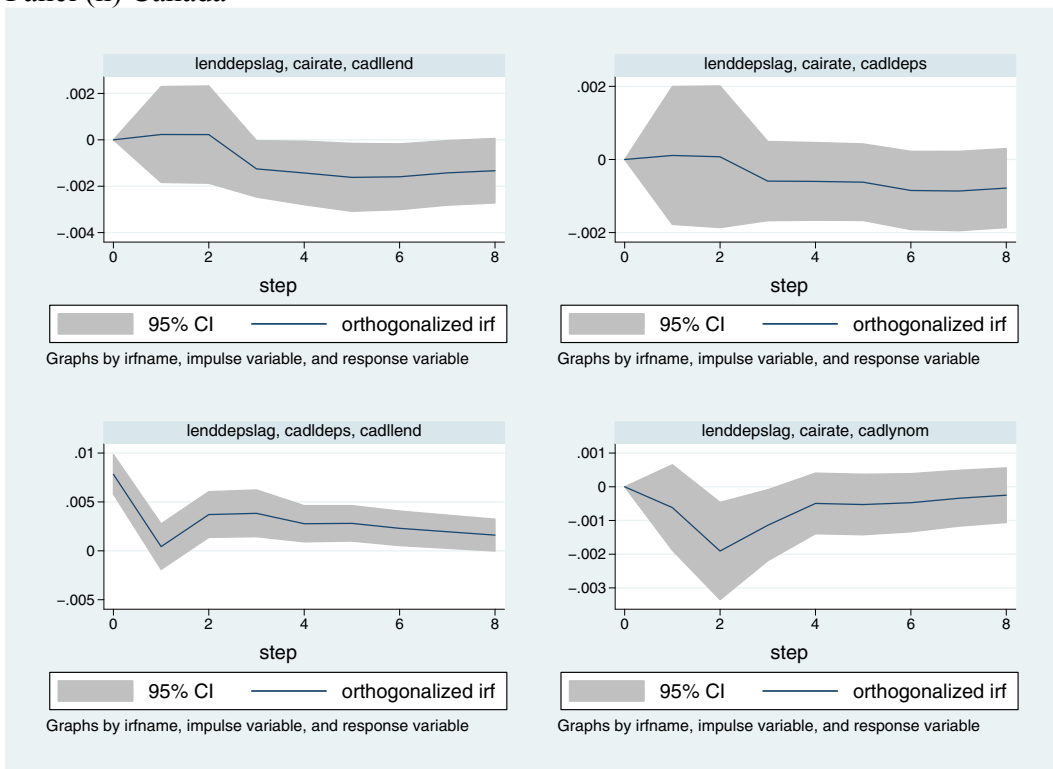 Panel (ii) Canada
lenddepslag, cairate, cadllend
.002
0
−.002
−.004
0 2 4 6 8
step
95% CI orthogonalized irf
Graphs by irfname, impulse variable, and response variable
lenddepslag, cairate, cadldeps
.002
0
−.002
0 2 4 6 8
step
95% CI orthogonalized irf
Graphs by irfname, impulse variable, and response variable
lenddepslag, cadldeps, cadllend
.01
.005
0
−.005
0 2 4 6 8
step
95% CI orthogonalized irf
Graphs by irfname, impulse variable, and response variable
lenddepslag, cairate, cadlynom
.001
0
−.001
−.002
−.003
0 2 4 6 8
step
95% CI orthogonalized irf
Graphs by irfname, impulse variable, and response variable